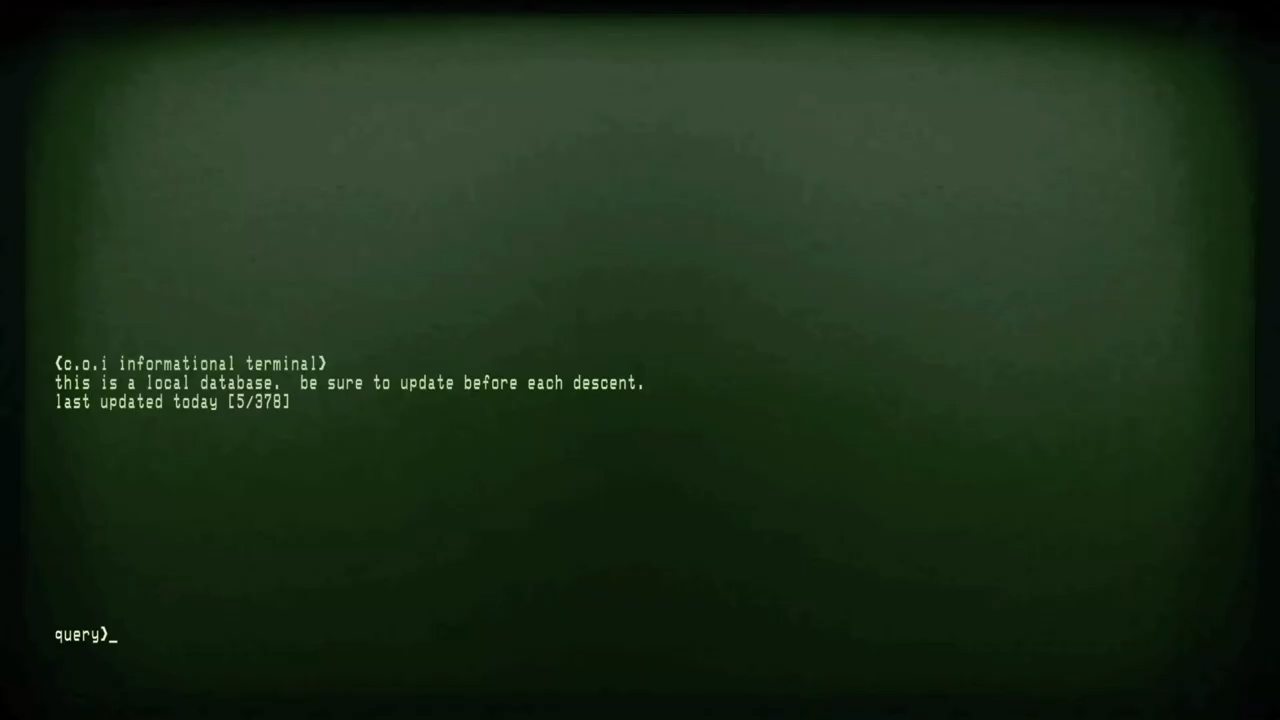 {c.o.i informational terminal}
this is a local database.  be sure to update before each descent.
last updated today [5/378]
query}_